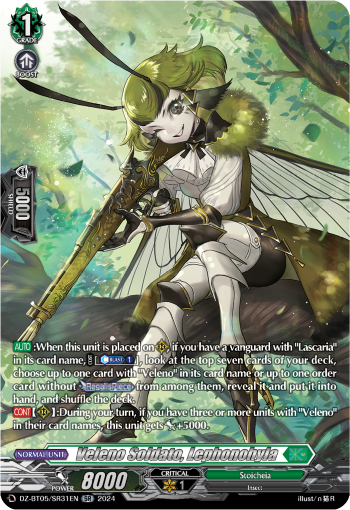 1
GRADE
BOOST
5000
SHIELD
AUTO :When this unit is placed on R, if you have a vanguard with "Lascaria"
in its card name, COST [ -BLAST 1 ], look at the top seven cards of your deck,
choose up to one card with "Veleno" in its card name or up to one order
card without RegalisPiece from among them, reveal it and put it into
hand, and shuffle the deck.
CONT [ R ]:During your turn, if you have three or more units with "Veleno"
in their card names, this unit gets +5000.
NORMAL UNIT
Veleno Soldato, Lephonohyla
POWER 8000 CRITICAL 1 Stoicheia
Insect
DZ-BT05/SR31EN SR 2024 illust/n猫R